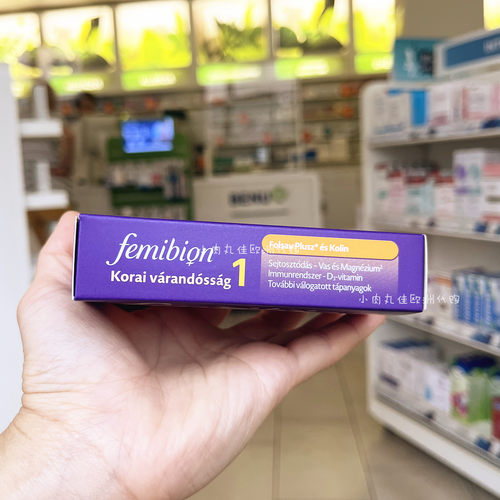 BENU
femibion
Korai várandósság
1
Folsav Plusz® és Kolin
Sejtosztódás – Vas és Magnézium²
Immunrendszer - D₃-vitamin
További válogatott tápanyagok
小肉丸佳欧洲代购
小肉丸佳欧洲代购